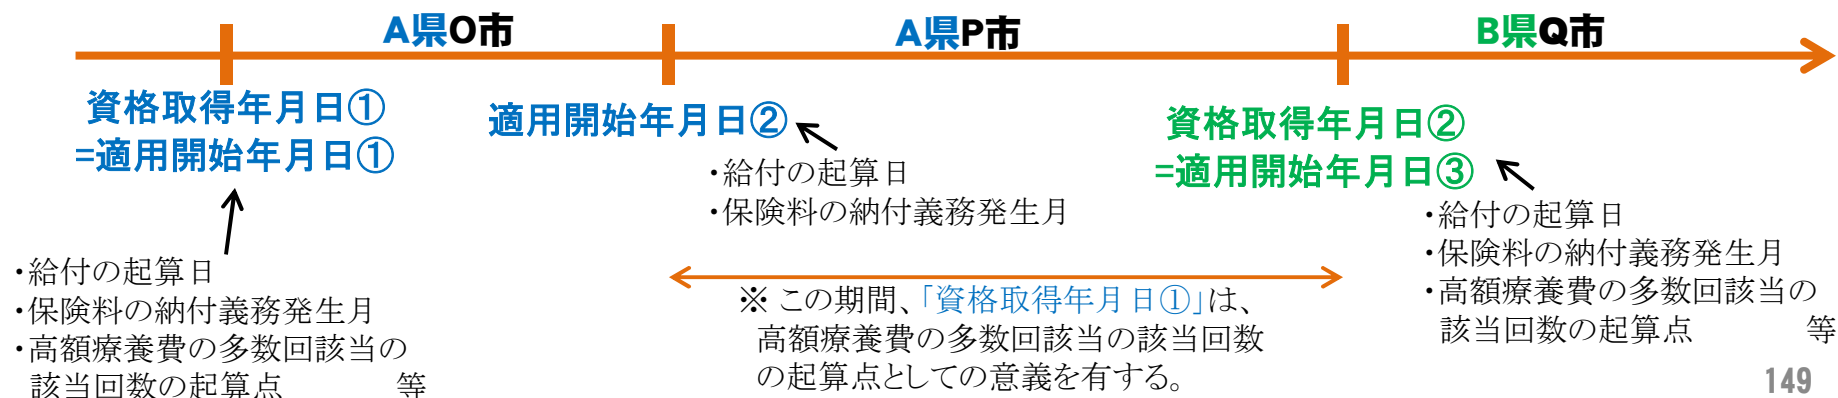 A県O市
A県P市
B県Q市
資格取得年月日①
=適用開始年月日①
・給付の起算日
・保険料の納付義務発生月
・高額療養費の多数回該当の
該当回数の起算点 等
適用開始年月日②
・給付の起算日
・保険料の納付義務発生月
※ この期間、「資格取得年月日①」は、
高額療養費の多数回該当の該当回数
の起算点としての意義を有する。
資格取得年月日②
=適用開始年月日③
・給付の起算日
・保険料の納付義務発生月
・高額療養費の多数回該当の
該当回数の起算点 等
149